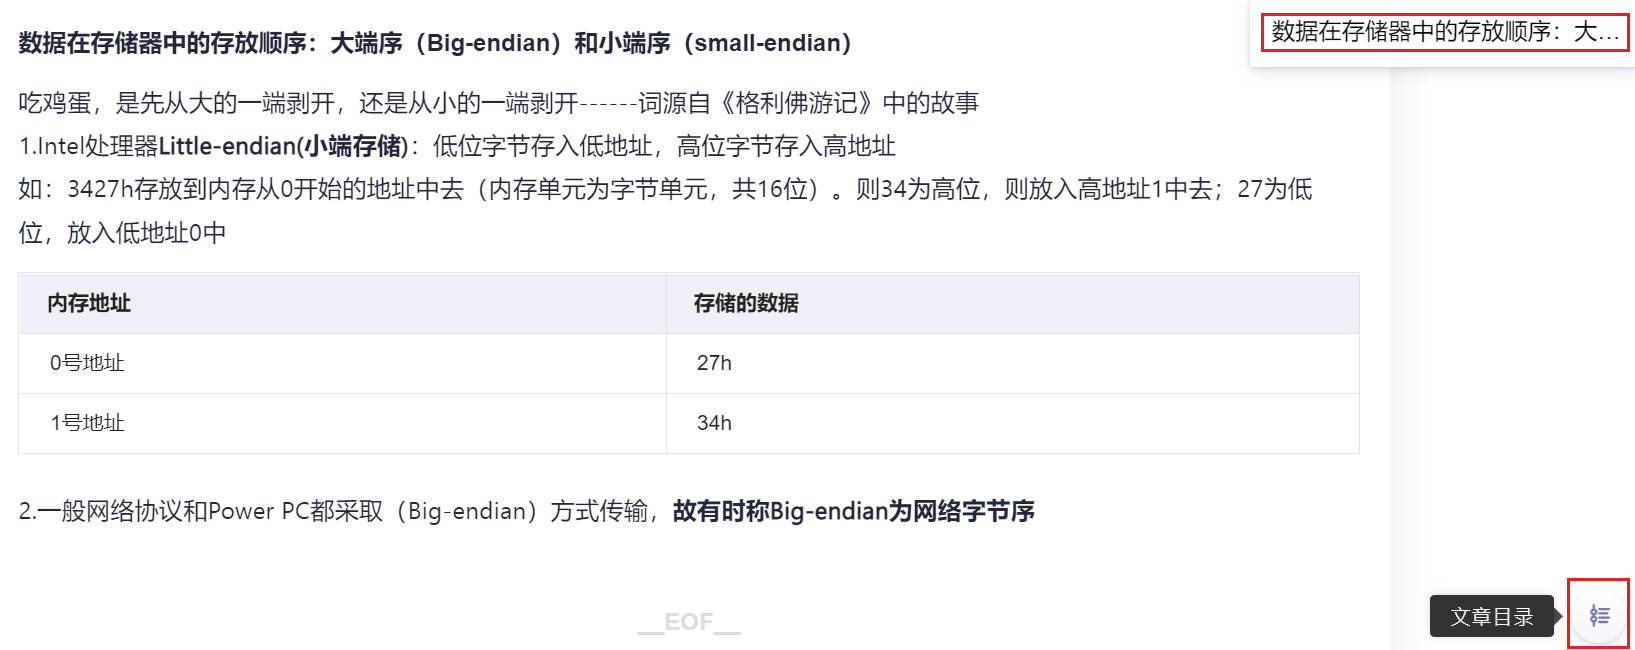 数据在存储器中的存放顺序：大端序（Big-endian）和小端序（small-endian）
数据在存储器中的存放顺序：大...
吃鸡蛋，是先从大的一端剥开，还是从小的一端剥开------词源自《格利佛游记》中的故事
1.Intel处理器Little-endian(小端存储)：低位字节存入低地址，高位字节存入高地址
如：3427h存放到内存从0开始的地址中去（内存单元为字节单元，共16位）。则34为高位，则放入高地址1中去；27为低
位，放入低地址0中
内存地址 存储的数据
0号地址 27h
1号地址 34h
2.一般网络协议和Power PC都采取（Big-endian）方式传输，故有时称Big-endian为网络字节序
__EOF__
文章目录